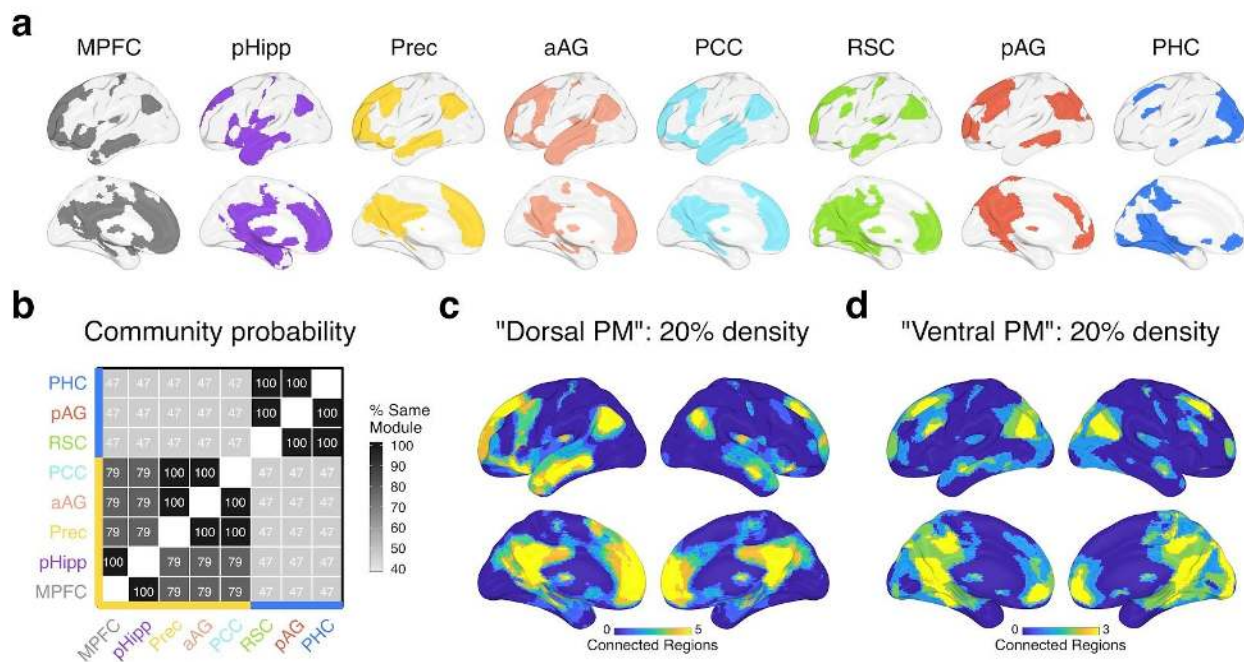 a
MPFC pHipp Prec aAG PCC RSC pAG PHC
b
Community probability
PHC 47 47 47 47 47 100 100
pAG 47 47 47 47 47 100 100
RSC 47 47 47 47 47 100 100
PCC 79 79 100 100 47 47 47
aAG 79 79 100 100 47 47 47
Prec 79 79 100 100 47 47 47
pHipp 100 79 79 79 47 47 47
MPFC 100 79 79 79 47 47 47
MPFC pHipp Prec aAG PCC RSC pAG PHC
% Same
Module
100
90
80
70
60
50
40
c
"Dorsal PM": 20% density
0 5
Connected Regions
d
"Ventral PM": 20% density
0 3
Connected Regions